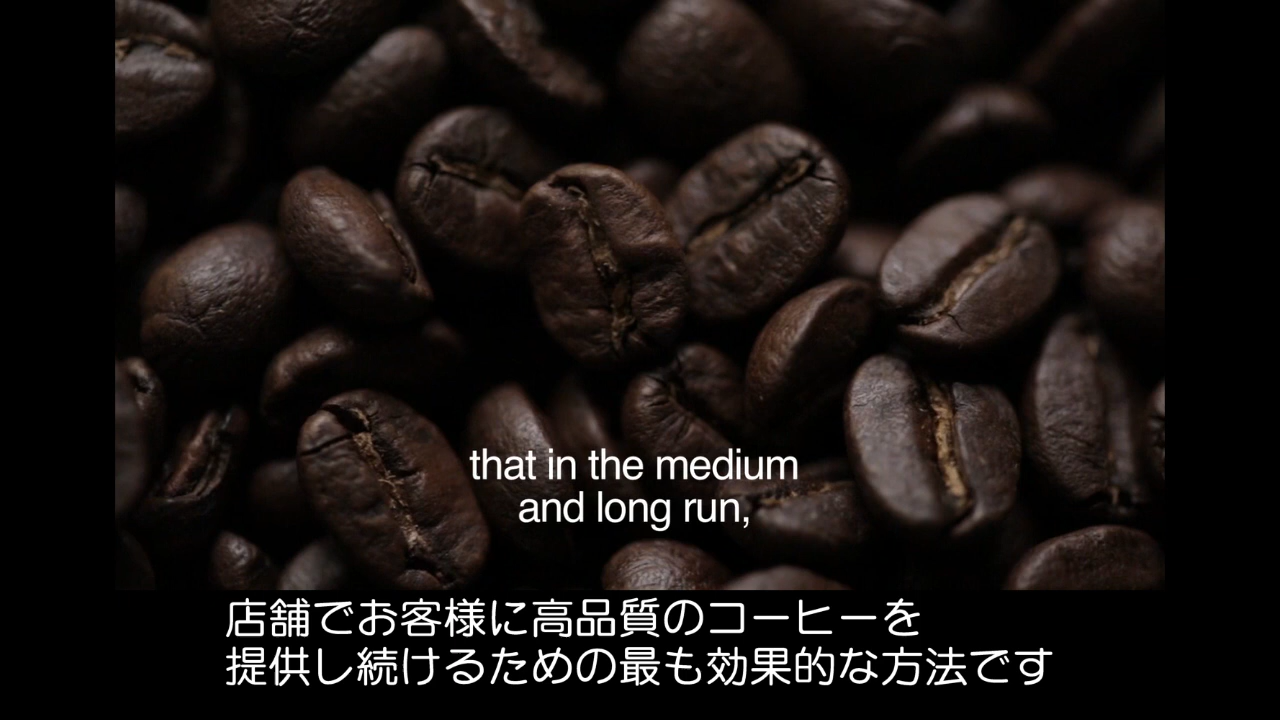 that in the medium
and long run,
店舗でお客様に高品質のコーヒーを
提供し続けるための最も効果的な方法です